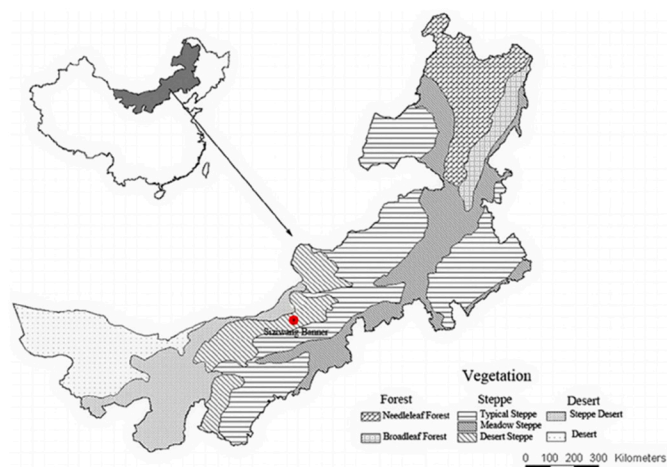 Siziwang Banner
Vegetation
Forest Steppe Desert
Needleleaf Forest Typical Steppe Steppe Desert
Meadow Steppe
Broadleaf Forest Desert Steppe Desert
0 100 200 300 Kilometers